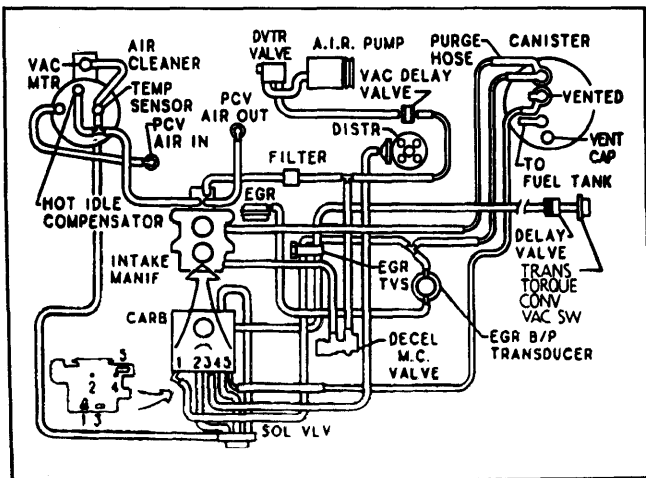 VAC
MTR
AIR
CLEANER
TEMP
SENSOR
PCV
AIR IN
PCV
AIR OUT
DVTR
VALVE
A.I.R. PUMP
VAC DELAY
VALVE
DISTR
PURGE
HOSE
CANISTER
VENTED
VENT
CAP
TO
FUEL TANK
HOT IDLE
COMPENSATOR
FILTER
EGR
INTAKE
MANIF
EGR
TVS
DELAY
VALVE
TRANS
TORQUE
CONV
VAC SW
CARB
1 2 3 4 5
DECEL
M.C.
VALVE
EGR B/P
TRANSDUCER
5
2 4
1 3
SOL VLV